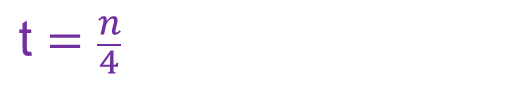 t = n/4